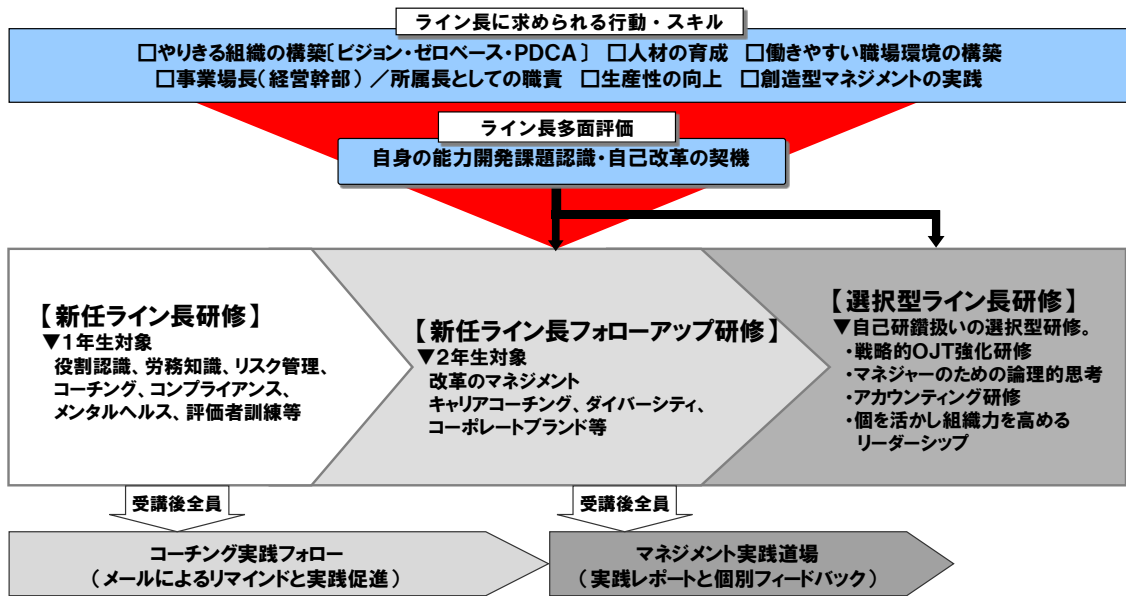 ライン長に求められる行動・スキル
□やりきる組織の構築〔ビジョン・ゼロベース・PDCA〕 □人材の育成 □働きやすい職場環境の構築
□事業場長(経営幹部)/所属長としての職責 □生産性の向上 □創造型マネジメントの実践
ライン長多面評価
自身の能力開発課題認識・自己改革の契機
【新任ライン長研修】
▼1年生対象
役割認識、労務知識、リスク管理、
コーチング、コンプライアンス、
メンタルヘルス、評価者訓練等
【新任ライン長フォローアップ研修】
▼2年生対象
改革のマネジメント
キャリアコーチング、ダイバーシティ、
コーポレートブランド等
【選択型ライン長研修】
▼自己研鑽扱いの選択型研修。
・戦略的OJT強化研修
・マネジャーのための論理的思考
・アカウンティング研修
・個を活かし組織力を高める
リーダーシップ
受講後全員
コーチング実践フォロー
(メールによるリマインドと実践促進)
受講後全員
マネジメント実践道場
(実践レポートと個別フィードバック)